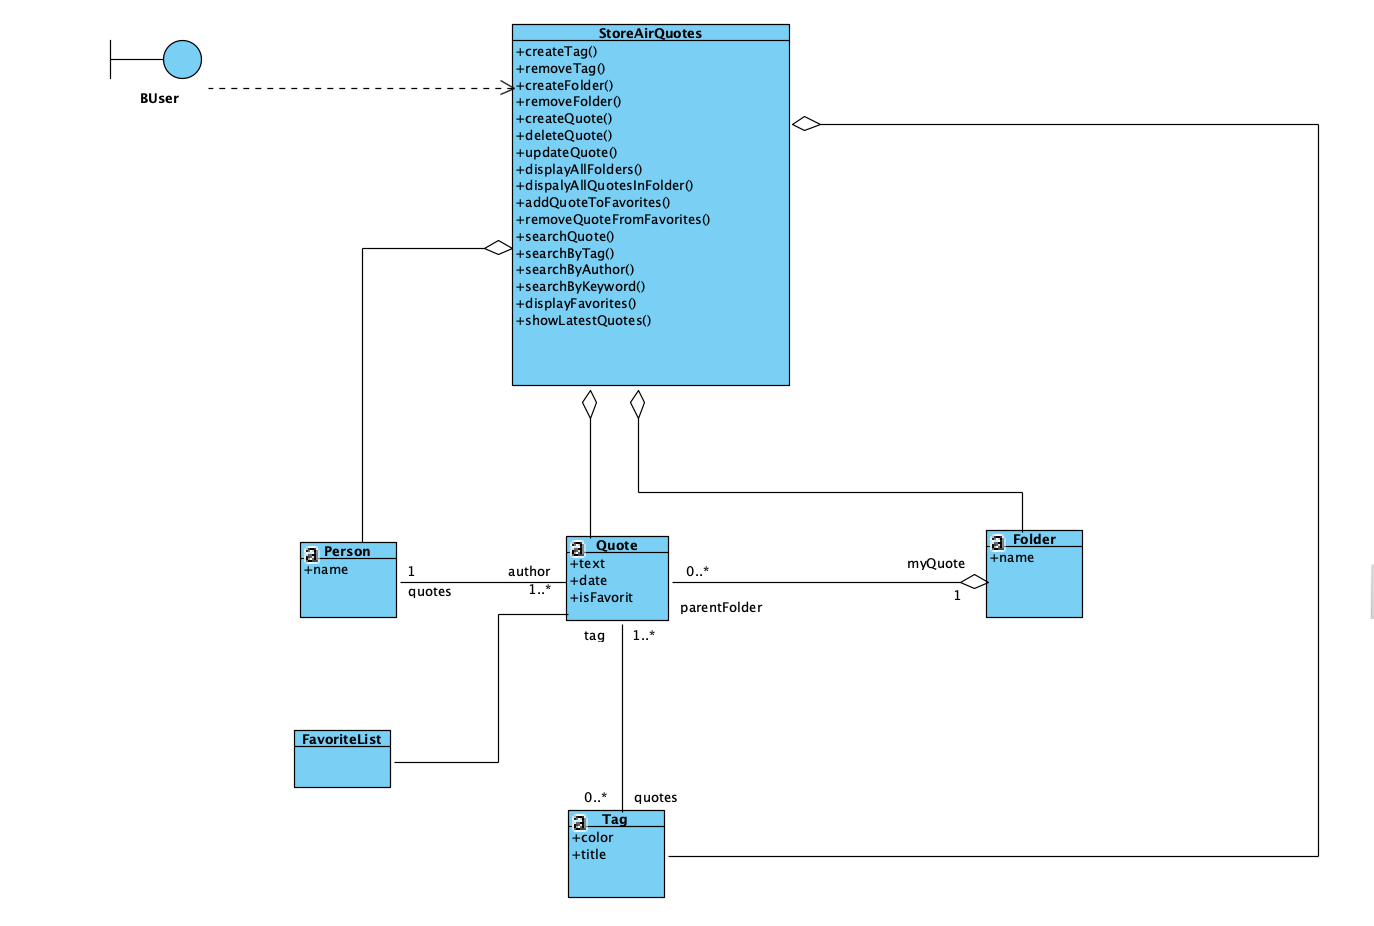 StoreAirQuotes
+createTag()
+removeTag()
+createFolder()
+removeFolder()
+createQuote()
+deleteQuote()
+updateQuote()
+displayAllFolders()
+dispalyAllQuotesInFolder()
+addQuoteToFavorites()
+removeQuoteFromFavorites()
+searchQuote()
+searchByTag()
+searchByAuthor()
+searchByKeyword()
+displayFavorites()
+showLatestQuotes()
BUser
a Person
+name
1
quotes
author
1..*
a Quote
+text
+date
+isFavorit
0..*
parentFolder
myQuote
1
a Folder
+name
tag
1..*
FavoriteList
0..*
quotes
a Tag
+color
+title